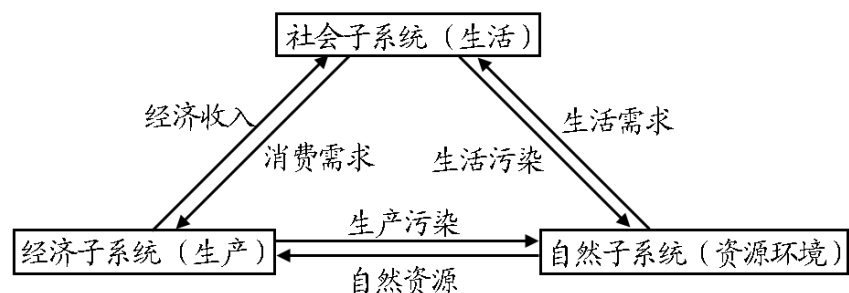 社会子系统（生活）
经济收入
生活需求
消费需求
生活污染
生产污染
经济子系统（生产）
自然子系统（资源环境）
自然资源